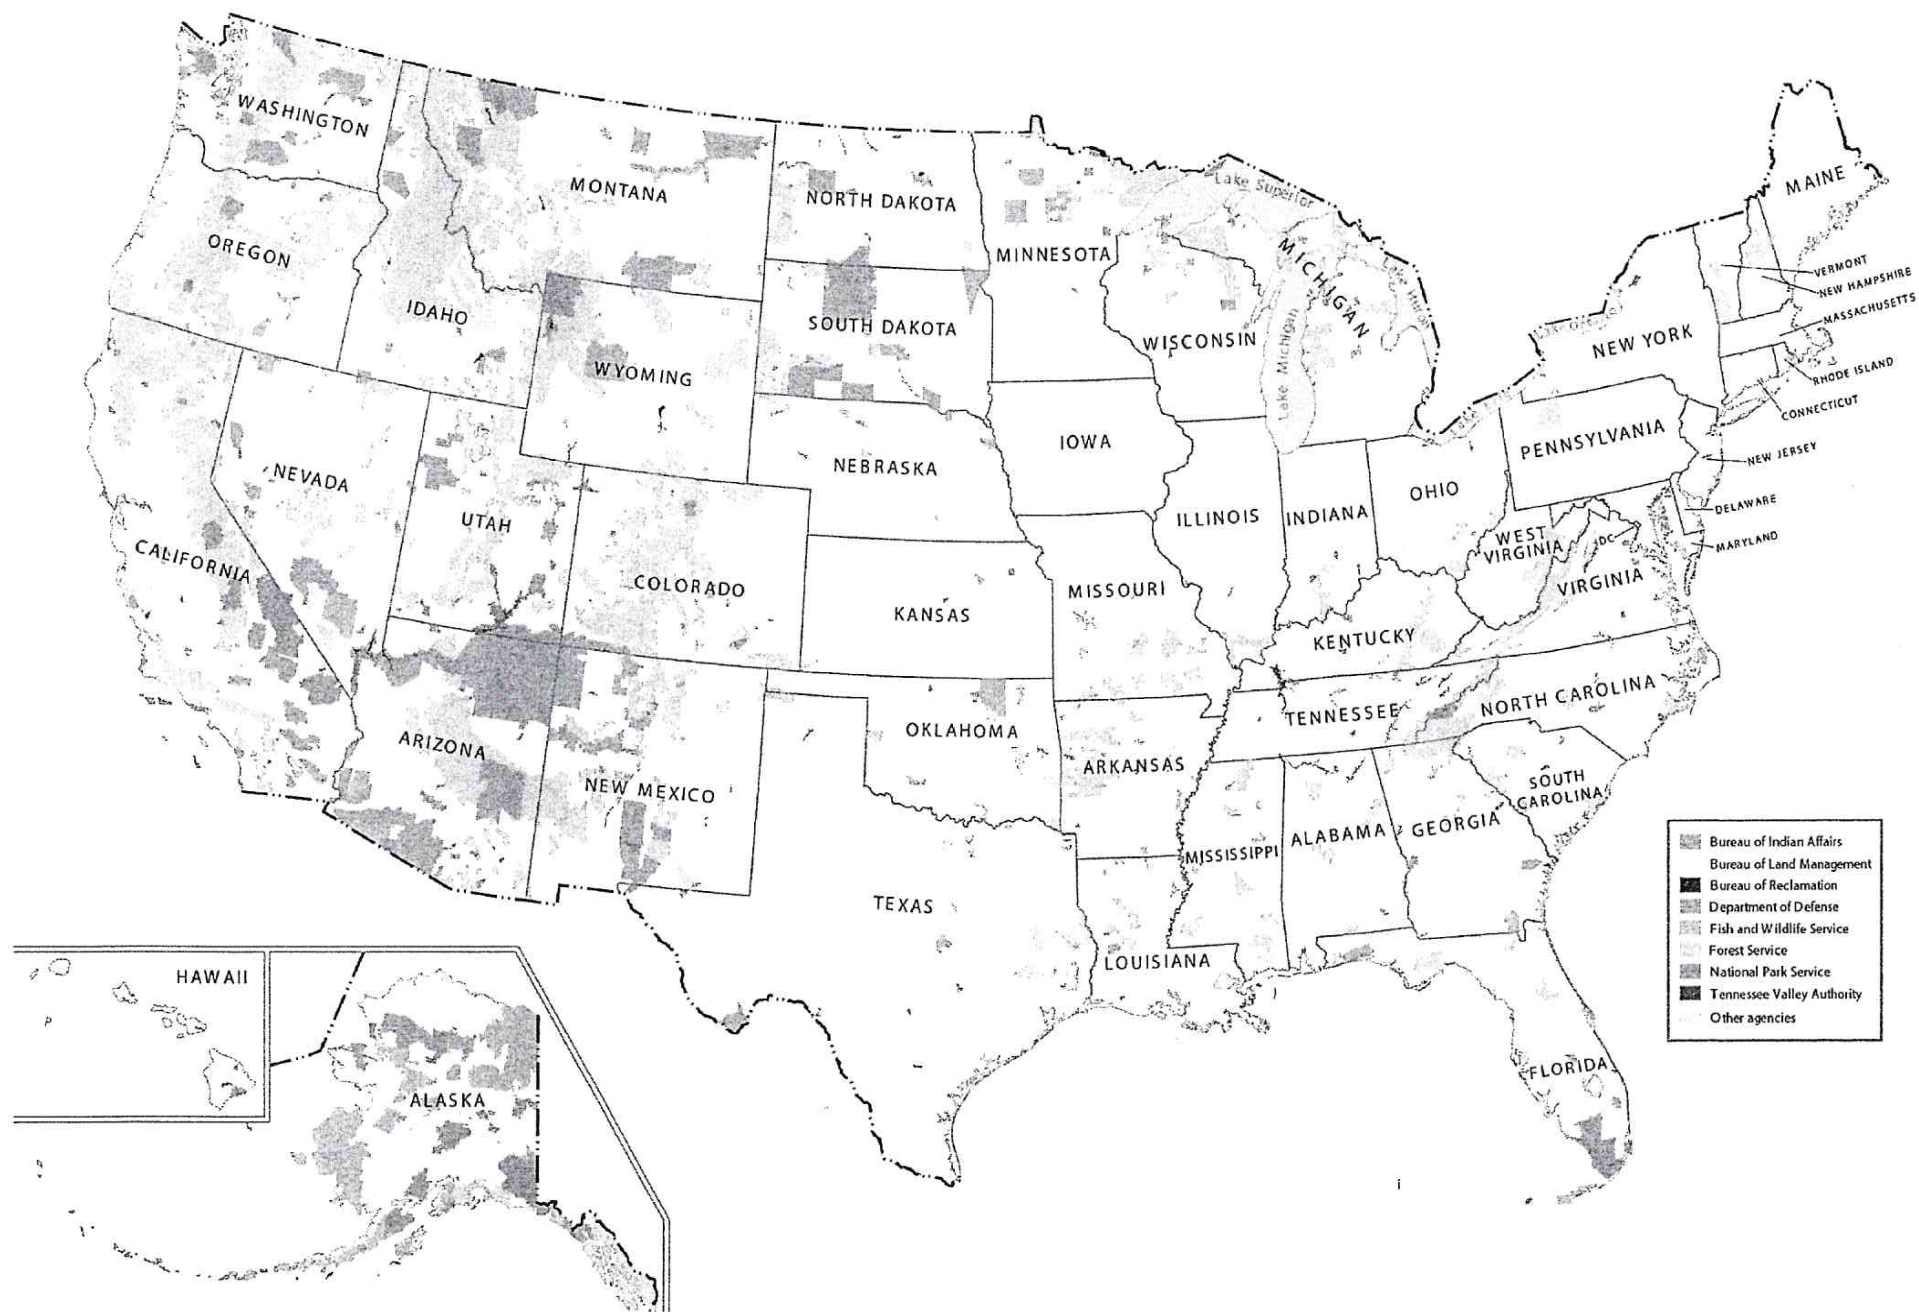 WASHINGTON
MONTANA
NORTH DAKOTA
MINNESOTA
Lake Superior
MAINE
OREGON
IDAHO
WYOMING
SOUTH DAKOTA
WISCONSIN
MICHIGAN
Lake Michigan
Lake Huron
NEW YORK
VERMONT
NEW HAMPSHIRE
MASSACHUSETTS
RHODE ISLAND
CONNECTICUT
NEVADA
UTAH
NEBRASKA
IOWA
ILLINOIS
INDIANA
OHIO
PENNSYLVANIA
NEW JERSEY
DELAWARE
MARYLAND
DC
WEST
VIRGINIA
VIRGINIA
CALIFORNIA
COLORADO
KANSAS
MISSOURI
KENTUCKY
ARIZONA
NEW MEXICO
OKLAHOMA
ARKANSAS
TENNESSEE
NORTH CAROLINA
SOUTH
CAROLINA
TEXAS
LOUISIANA
MISSISSIPPI
ALABAMA
GEORGIA
FLORIDA
HAWAII
ALASKA
Bureau of Indian Affairs
Bureau of Land Management
Bureau of Reclamation
Department of Defense
Fish and Wildlife Service
Forest Service
National Park Service
Tennessee Valley Authority
Other agencies